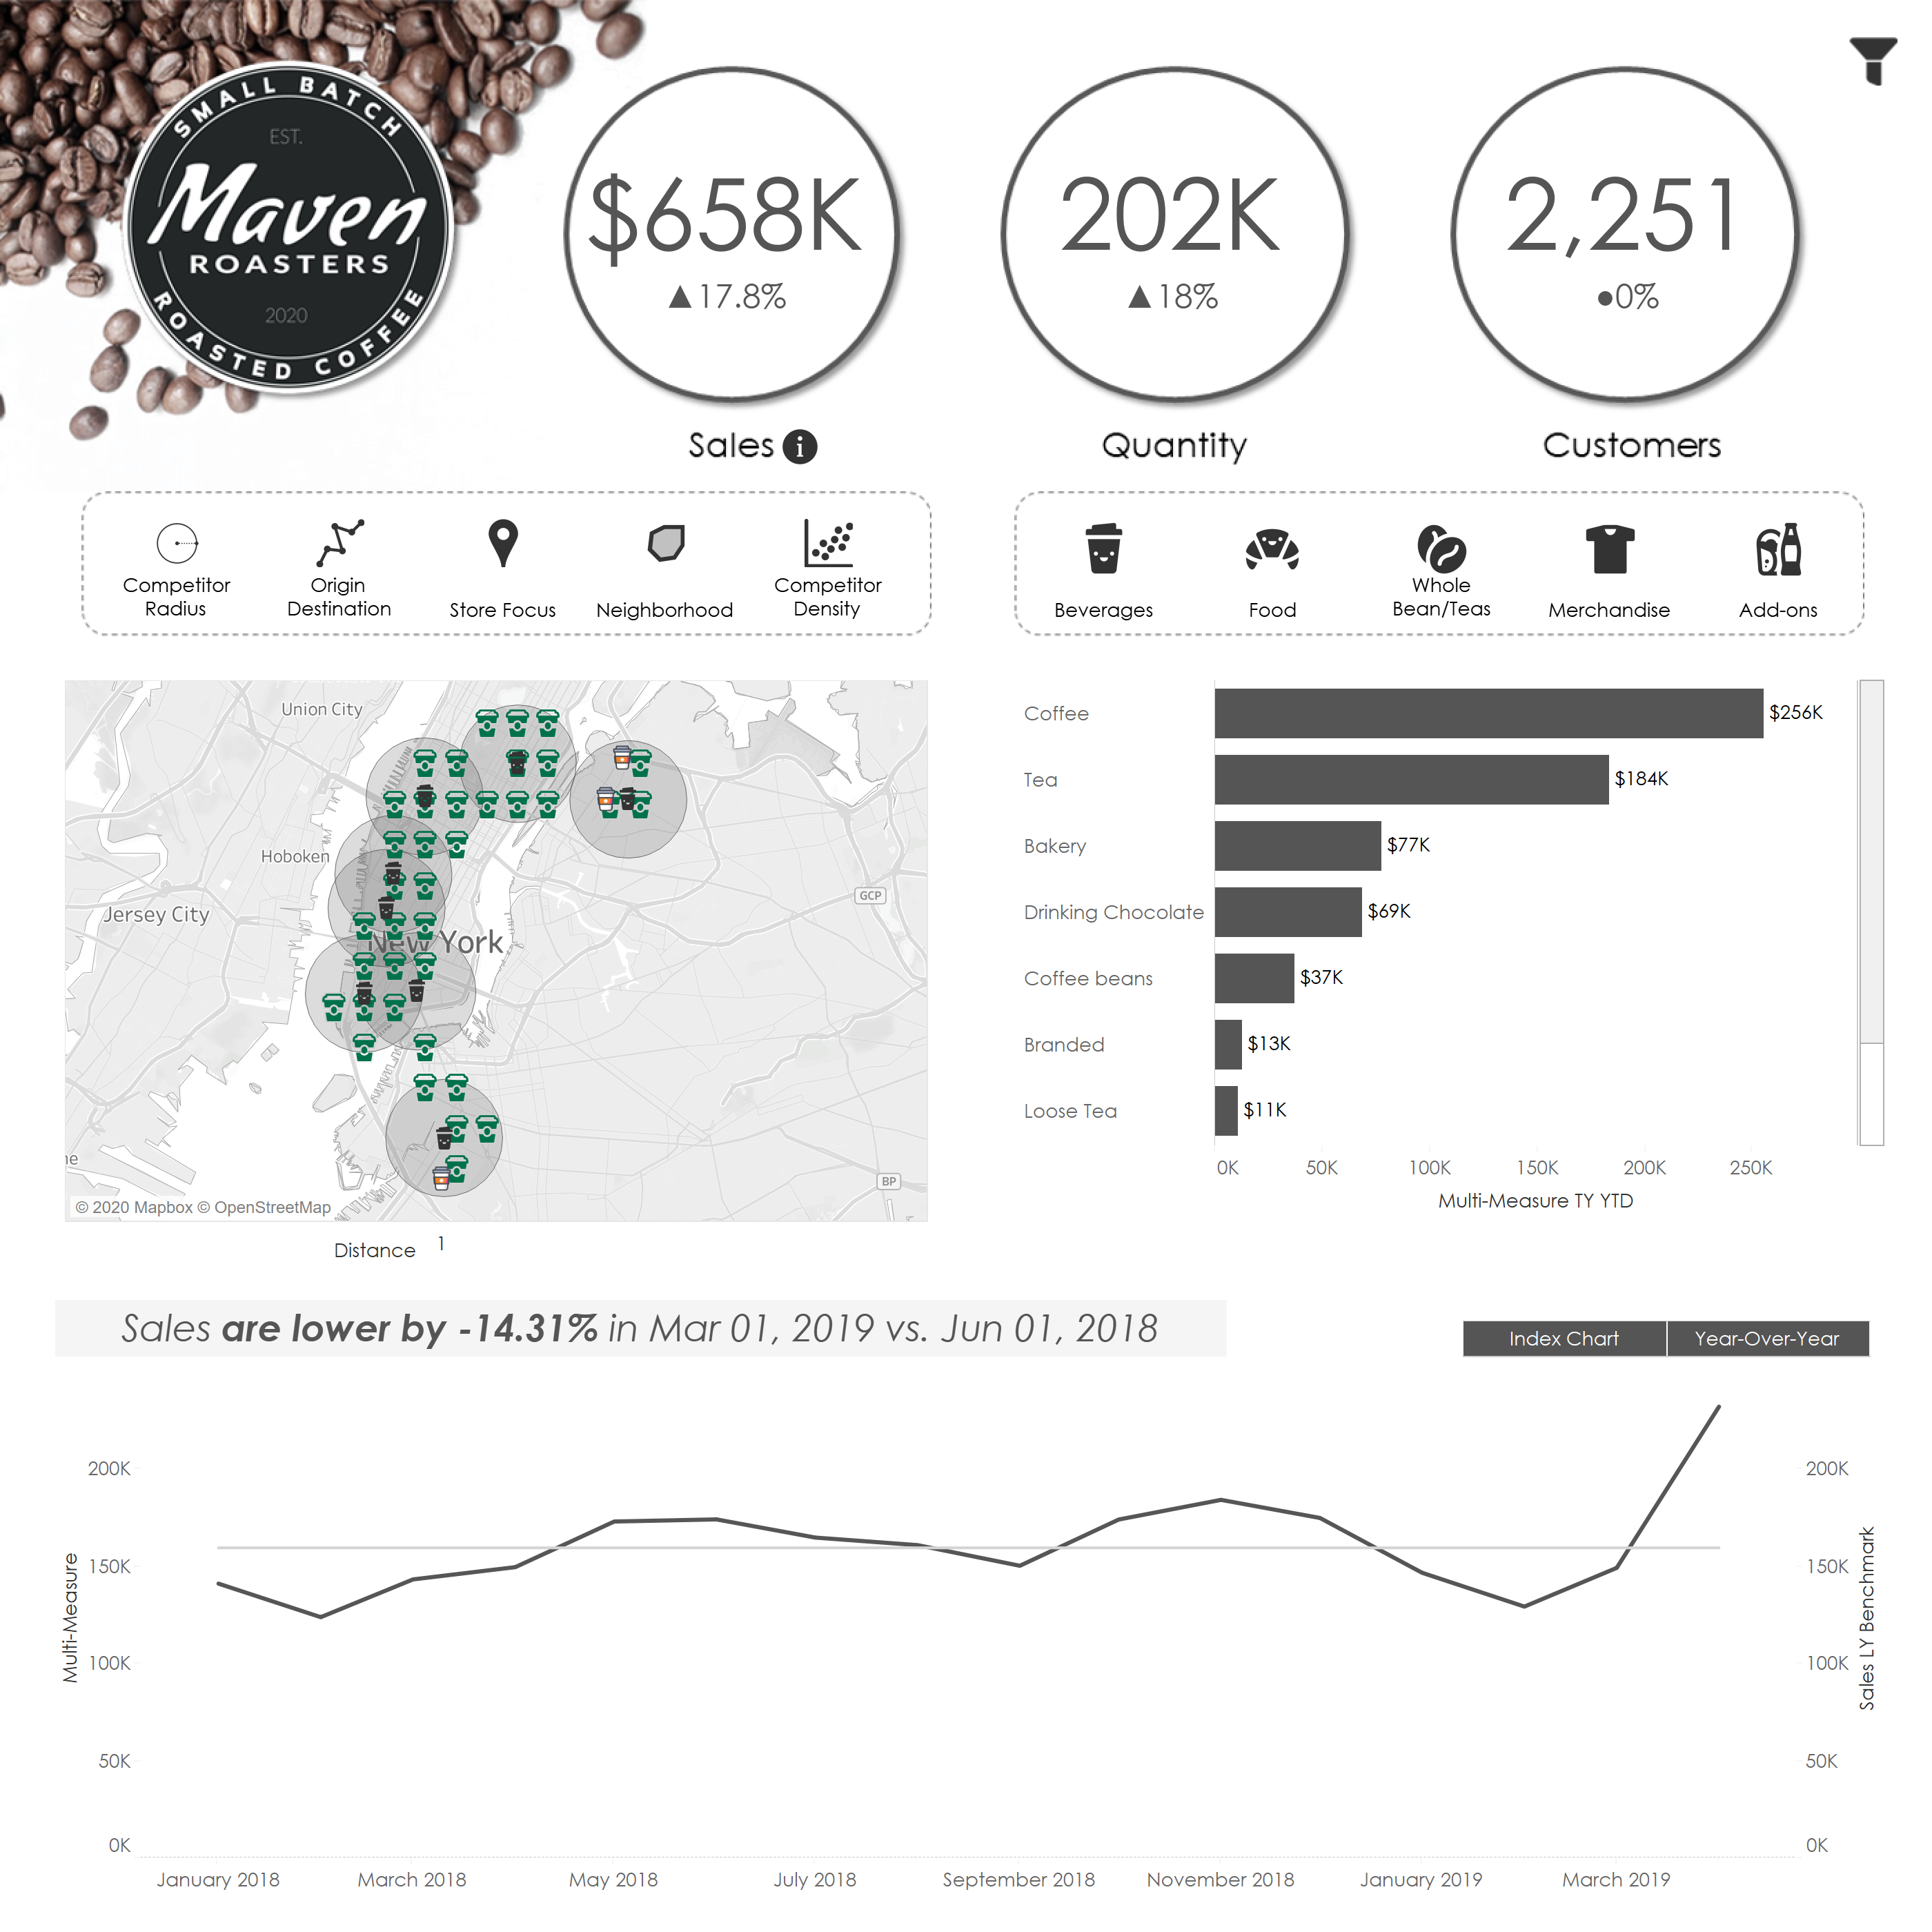 SMALL BATCH
EST.
Maven
ROASTERS
2020
ROASTED COFFEE
$658K
▲17.8%
Sales i
202K
▲18%
Quantity
2,251
●0%
Customers
Competitor
Radius
Origin
Destination
Store Focus
Neighborhood
Competitor
Density
Beverages
Food
Whole
Bean/Teas
Merchandise
Add-ons
Union City
Hoboken
Jersey City
New York
GCP
BP
© 2020 Mapbox © OpenStreetMap
Distance 1
Coffee $256K
Tea $184K
Bakery $77K
Drinking Chocolate $69K
Coffee beans $37K
Branded $13K
Loose Tea $11K
0K 50K 100K 150K 200K 250K
Multi-Measure TY YTD
Sales are lower by -14.31% in Mar 01, 2019 vs. Jun 01, 2018
Index Chart Year-Over-Year
Multi-Measure
200K
150K
100K
50K
0K
200K
150K
100K
50K
0K
Sales LY Benchmark
January 2018 March 2018 May 2018 July 2018 September 2018 November 2018 January 2019 March 2019